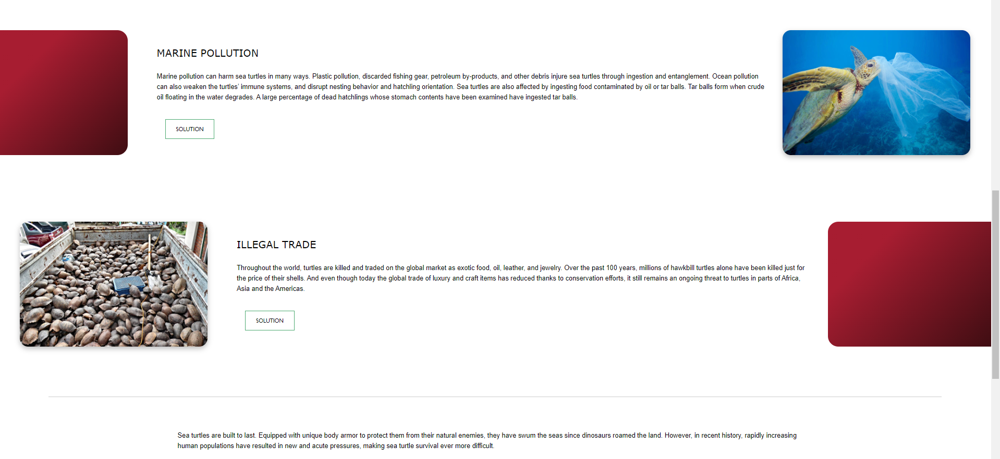 MARINE POLLUTION
Marine pollution can harm sea turtles in many ways. Plastic pollution, discarded fishing gear, petroleum by-products, and other debris injure sea turtles through ingestion and entanglement. Ocean pollution
can also weaken the turtles' immune systems, and disrupt nesting behavior and hatchling orientation. Sea turtles are also affected by ingesting food contaminated by oil or tar balls. Tar balls form when crude
oil floating in the water degrades. A large percentage of dead hatchlings whose stomach contents have been examined have ingested tar balls.
SOLUTION
ILLEGAL TRADE
Throughout the world, turtles are killed and traded on the global market as exotic food, oil, leather, and jewelry. Over the past 100 years, millions of hawkbill turtles alone have been killed just for
the price of their shells. And even though today the global trade of luxury and craft items has reduced thanks to conservation efforts, it still remains an ongoing threat to turtles in parts of Africa,
Asia and the Americas.
SOLUTION
Sea turtles are built to last. Equipped with unique body armor to protect them from their natural enemies, they have swum the seas since dinosaurs roamed the land. However, in recent history, rapidly increasing
human populations have resulted in new and acute pressures, making sea turtle survival ever more difficult.